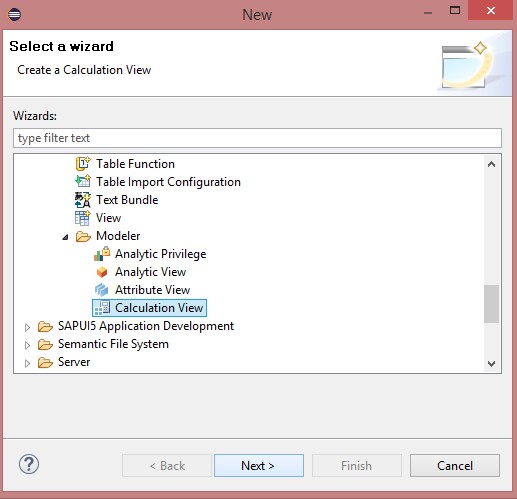 New
Select a wizard
Create a Calculation View
Wizards:
type filter text
Table Function
Table Import Configuration
Text Bundle
View
Modeler
Analytic Privilege
Analytic View
Attribute View
Calculation View
SAPUI5 Application Development
Semantic File System
Server
? < Back Next > Finish Cancel